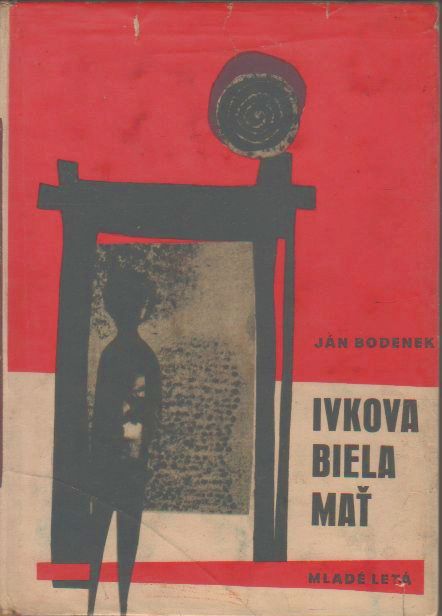 JÁN BODENEK
IVKOVA
BIELA
MAŤ
MLADÉ LETÁ